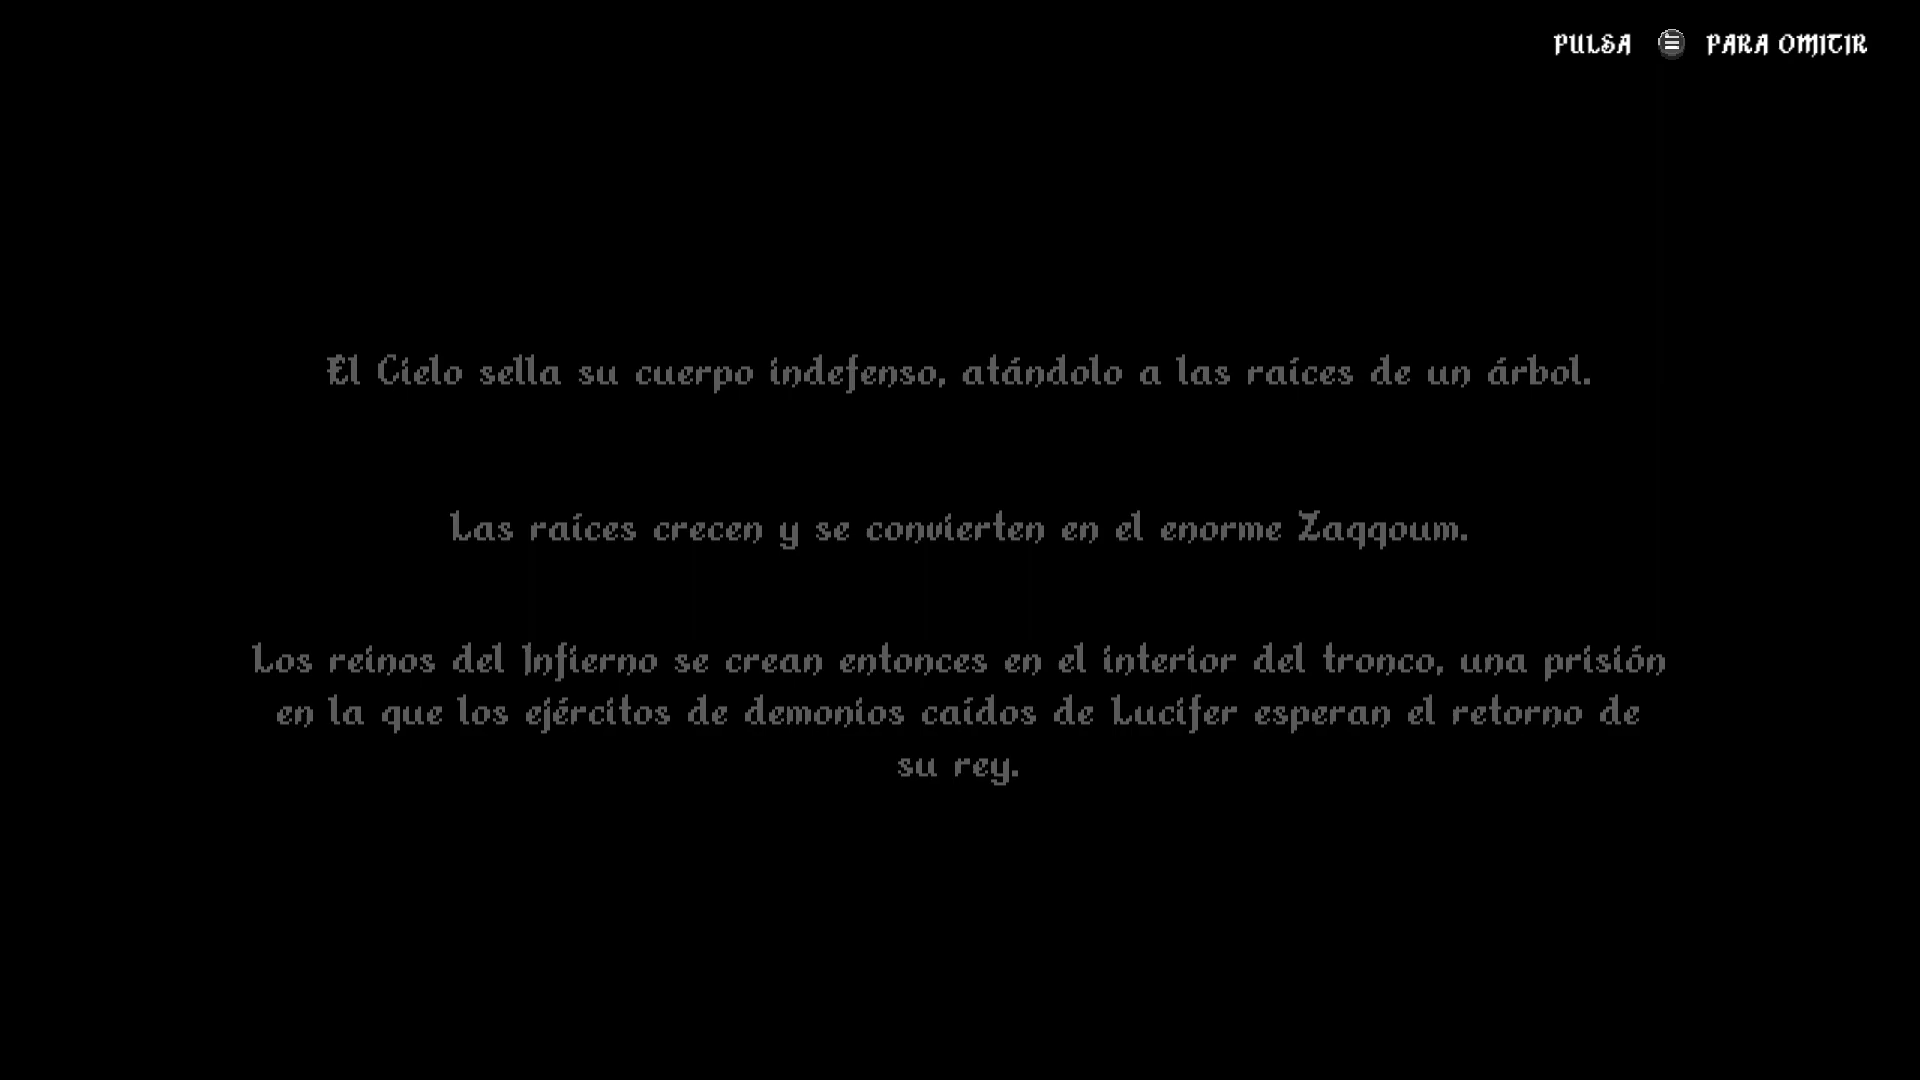 PULSA PARA OMITIR
El Cielo sella su cuerpo indefenso, atándolo a las raíces de un árbol.
Las raíces crecen y se convierten en el enorme Zaqqoum.
Los reinos del Infierno se crean entonces en el interior del tronco, una prisión
en la que los ejércitos de demonios caídos de Lucifer esperan el retorno de
su rey.